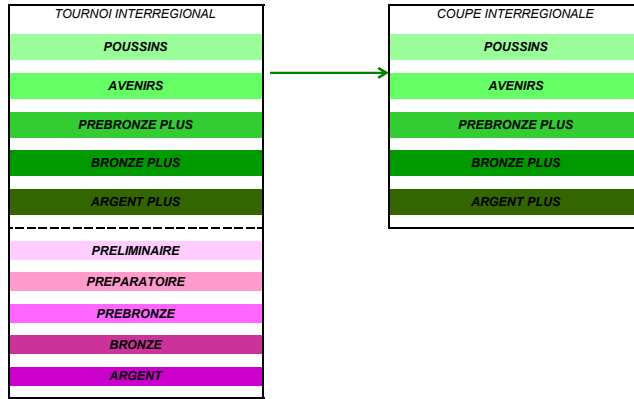 TOURNOI INTERREGIONAL
POUSSINS
AVENIRS
PREBRONZE PLUS
BRONZE PLUS
ARGENT PLUS
PRELIMINAIRE
PREPARATOIRE
PREBRONZE
BRONZE
ARGENT
COUPE INTERREGIONALE
POUSSINS
AVENIRS
PREBRONZE PLUS
BRONZE PLUS
ARGENT PLUS